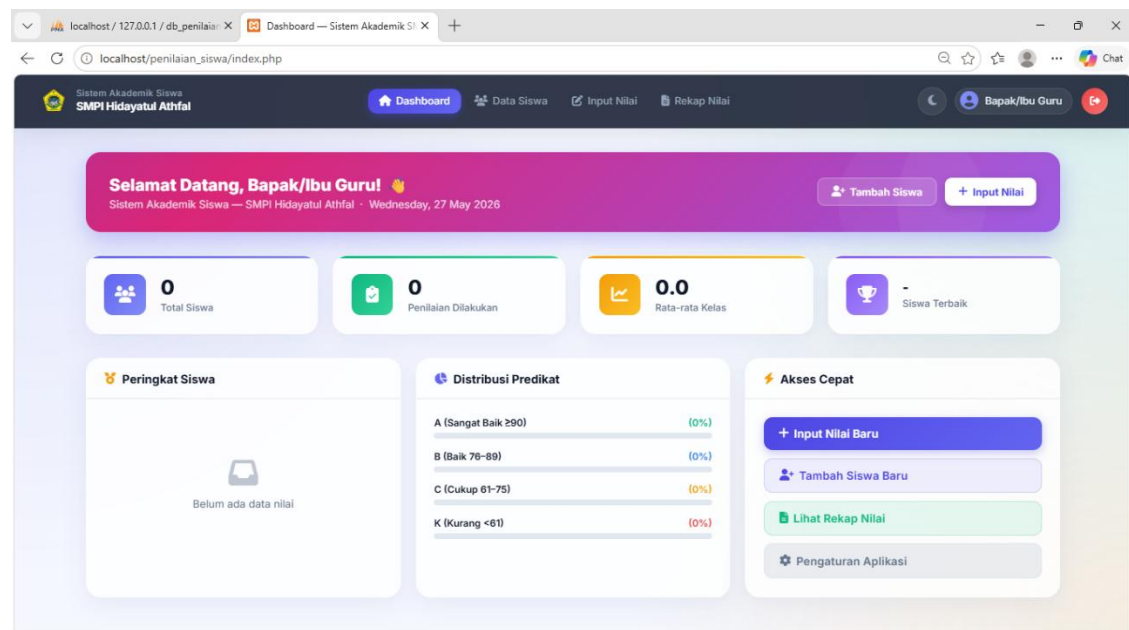 localhost / 127.0.0.1 / db_penilaian
Dashboard — Sistem Akademik S
localhost/penilaian_siswa/index.php
Chat
Sistem Akademik Siswa
SMPI Hidayatul Athfal
Dashboard
Data Siswa
Input Nilai
Rekap Nilai
Bapak/Ibu Guru
Selamat Datang, Bapak/Ibu Guru! 👋
Sistem Akademik Siswa — SMPI Hidayatul Athfal · Wednesday, 27 May 2026
Tambah Siswa
+ Input Nilai
0
Total Siswa
0
Penilaian Dilakukan
0.0
Rata-rata Kelas
-
Siswa Terbaik
Peringkat Siswa
Belum ada data nilai
Distribusi Predikat
A (Sangat Baik ≥90) (0%)
B (Baik 76–89) (0%)
C (Cukup 61–75) (0%)
K (Kurang <61) (0%)
Akses Cepat
+ Input Nilai Baru
Tambah Siswa Baru
Lihat Rekap Nilai
Pengaturan Aplikasi